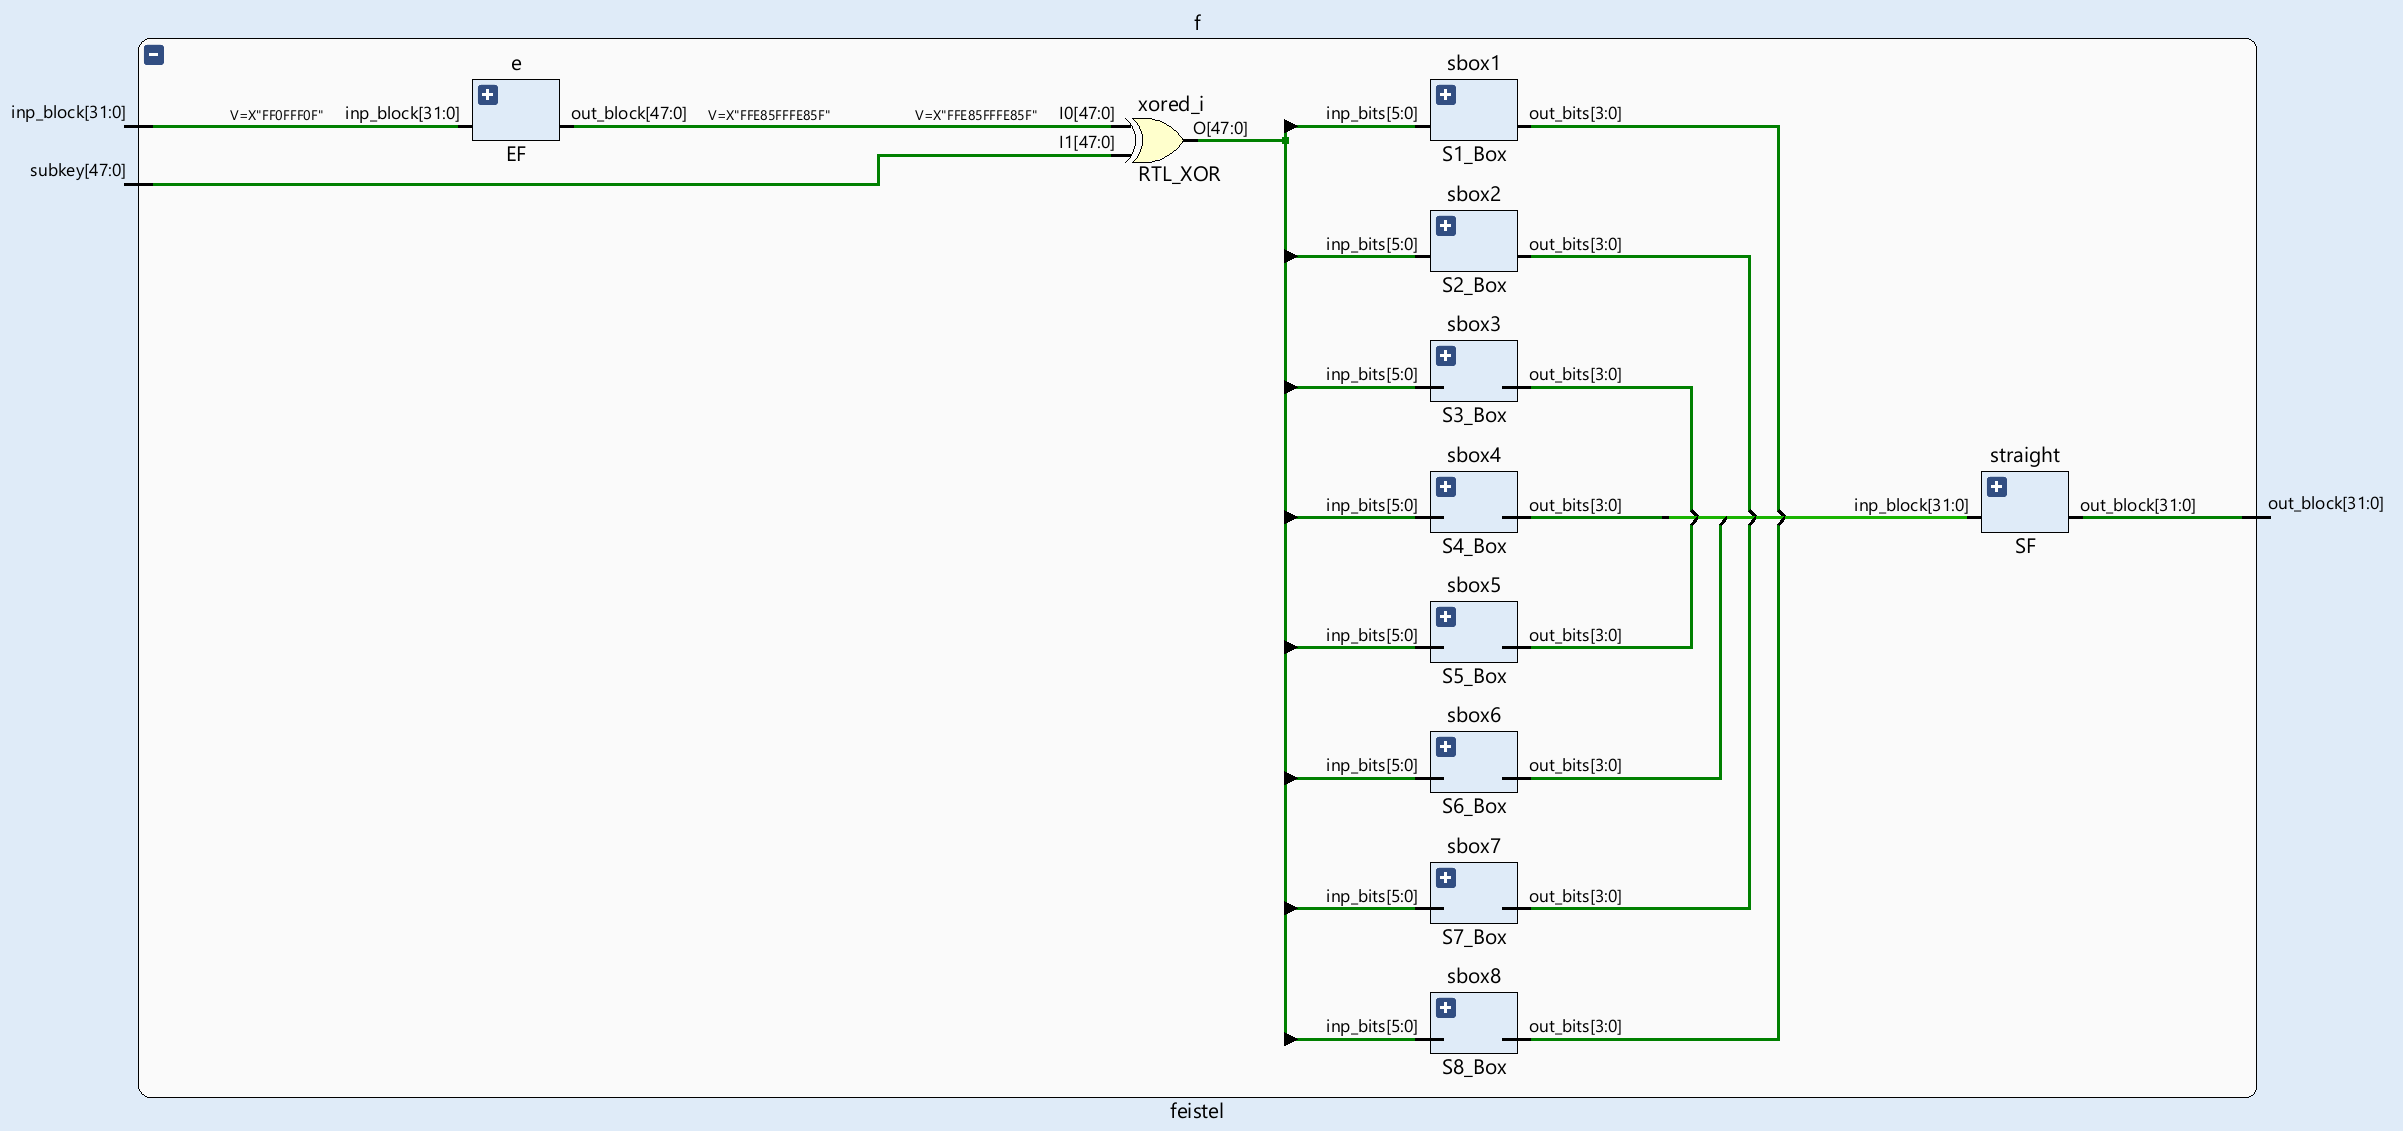 f
e
inp_block[31:0]
V=X"FF0FFF0F"
inp_block[31:0]
out_block[47:0]
V=X"FFE85FFFE85F"
V=X"FFE85FFFE85F"
I0[47:0]
xored_i
O[47:0]
I1[47:0]
EF
subkey[47:0]
RTL_XOR
sbox1
inp_bits[5:0]
out_bits[3:0]
S1_Box
sbox2
inp_bits[5:0]
out_bits[3:0]
S2_Box
sbox3
inp_bits[5:0]
out_bits[3:0]
S3_Box
sbox4
inp_bits[5:0]
out_bits[3:0]
S4_Box
straight
inp_block[31:0]
out_block[31:0]
out_block[31:0]
SF
sbox5
inp_bits[5:0]
out_bits[3:0]
S5_Box
sbox6
inp_bits[5:0]
out_bits[3:0]
S6_Box
sbox7
inp_bits[5:0]
out_bits[3:0]
S7_Box
sbox8
inp_bits[5:0]
out_bits[3:0]
S8_Box
feistel